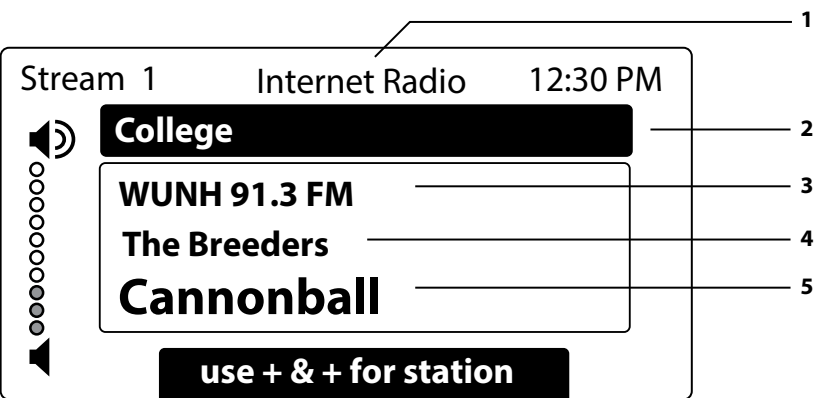 1
Stream 1 Internet Radio 12:30 PM
College 2
WUNH 91.3 FM 3
The Breeders 4
Cannonball 5
use + & + for station